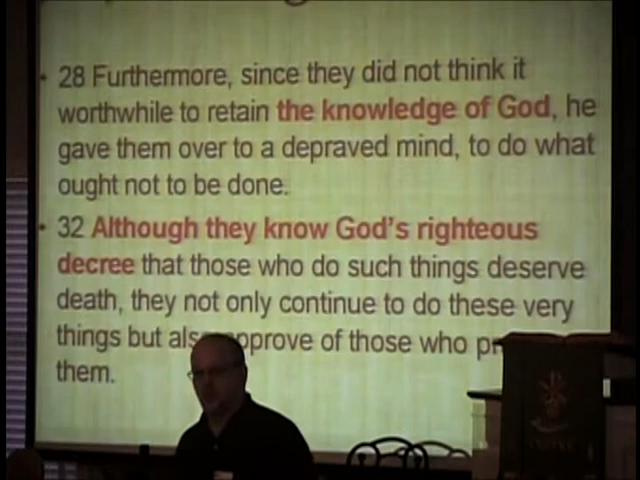 • 28 Furthermore, since they did not think it
worthwhile to retain the knowledge of God, he
gave them over to a depraved mind, to do what
ought not to be done.
• 32 Although they know God's righteous
decree that those who do such things deserve
death, they not only continue to do these very
things but also approve of those who
them.